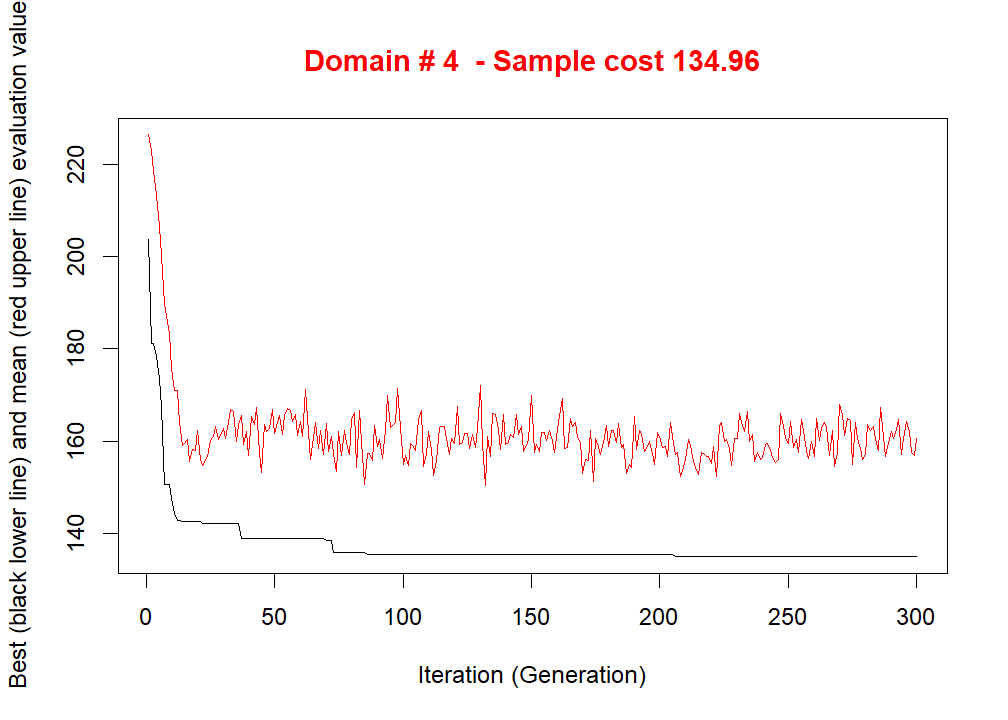 Domain # 4  - Sample cost 134.96
Best (black lower line) and mean (red upper line) evaluation value
220
200
180
160
140
0 50 100 150 200 250 300
Iteration (Generation)